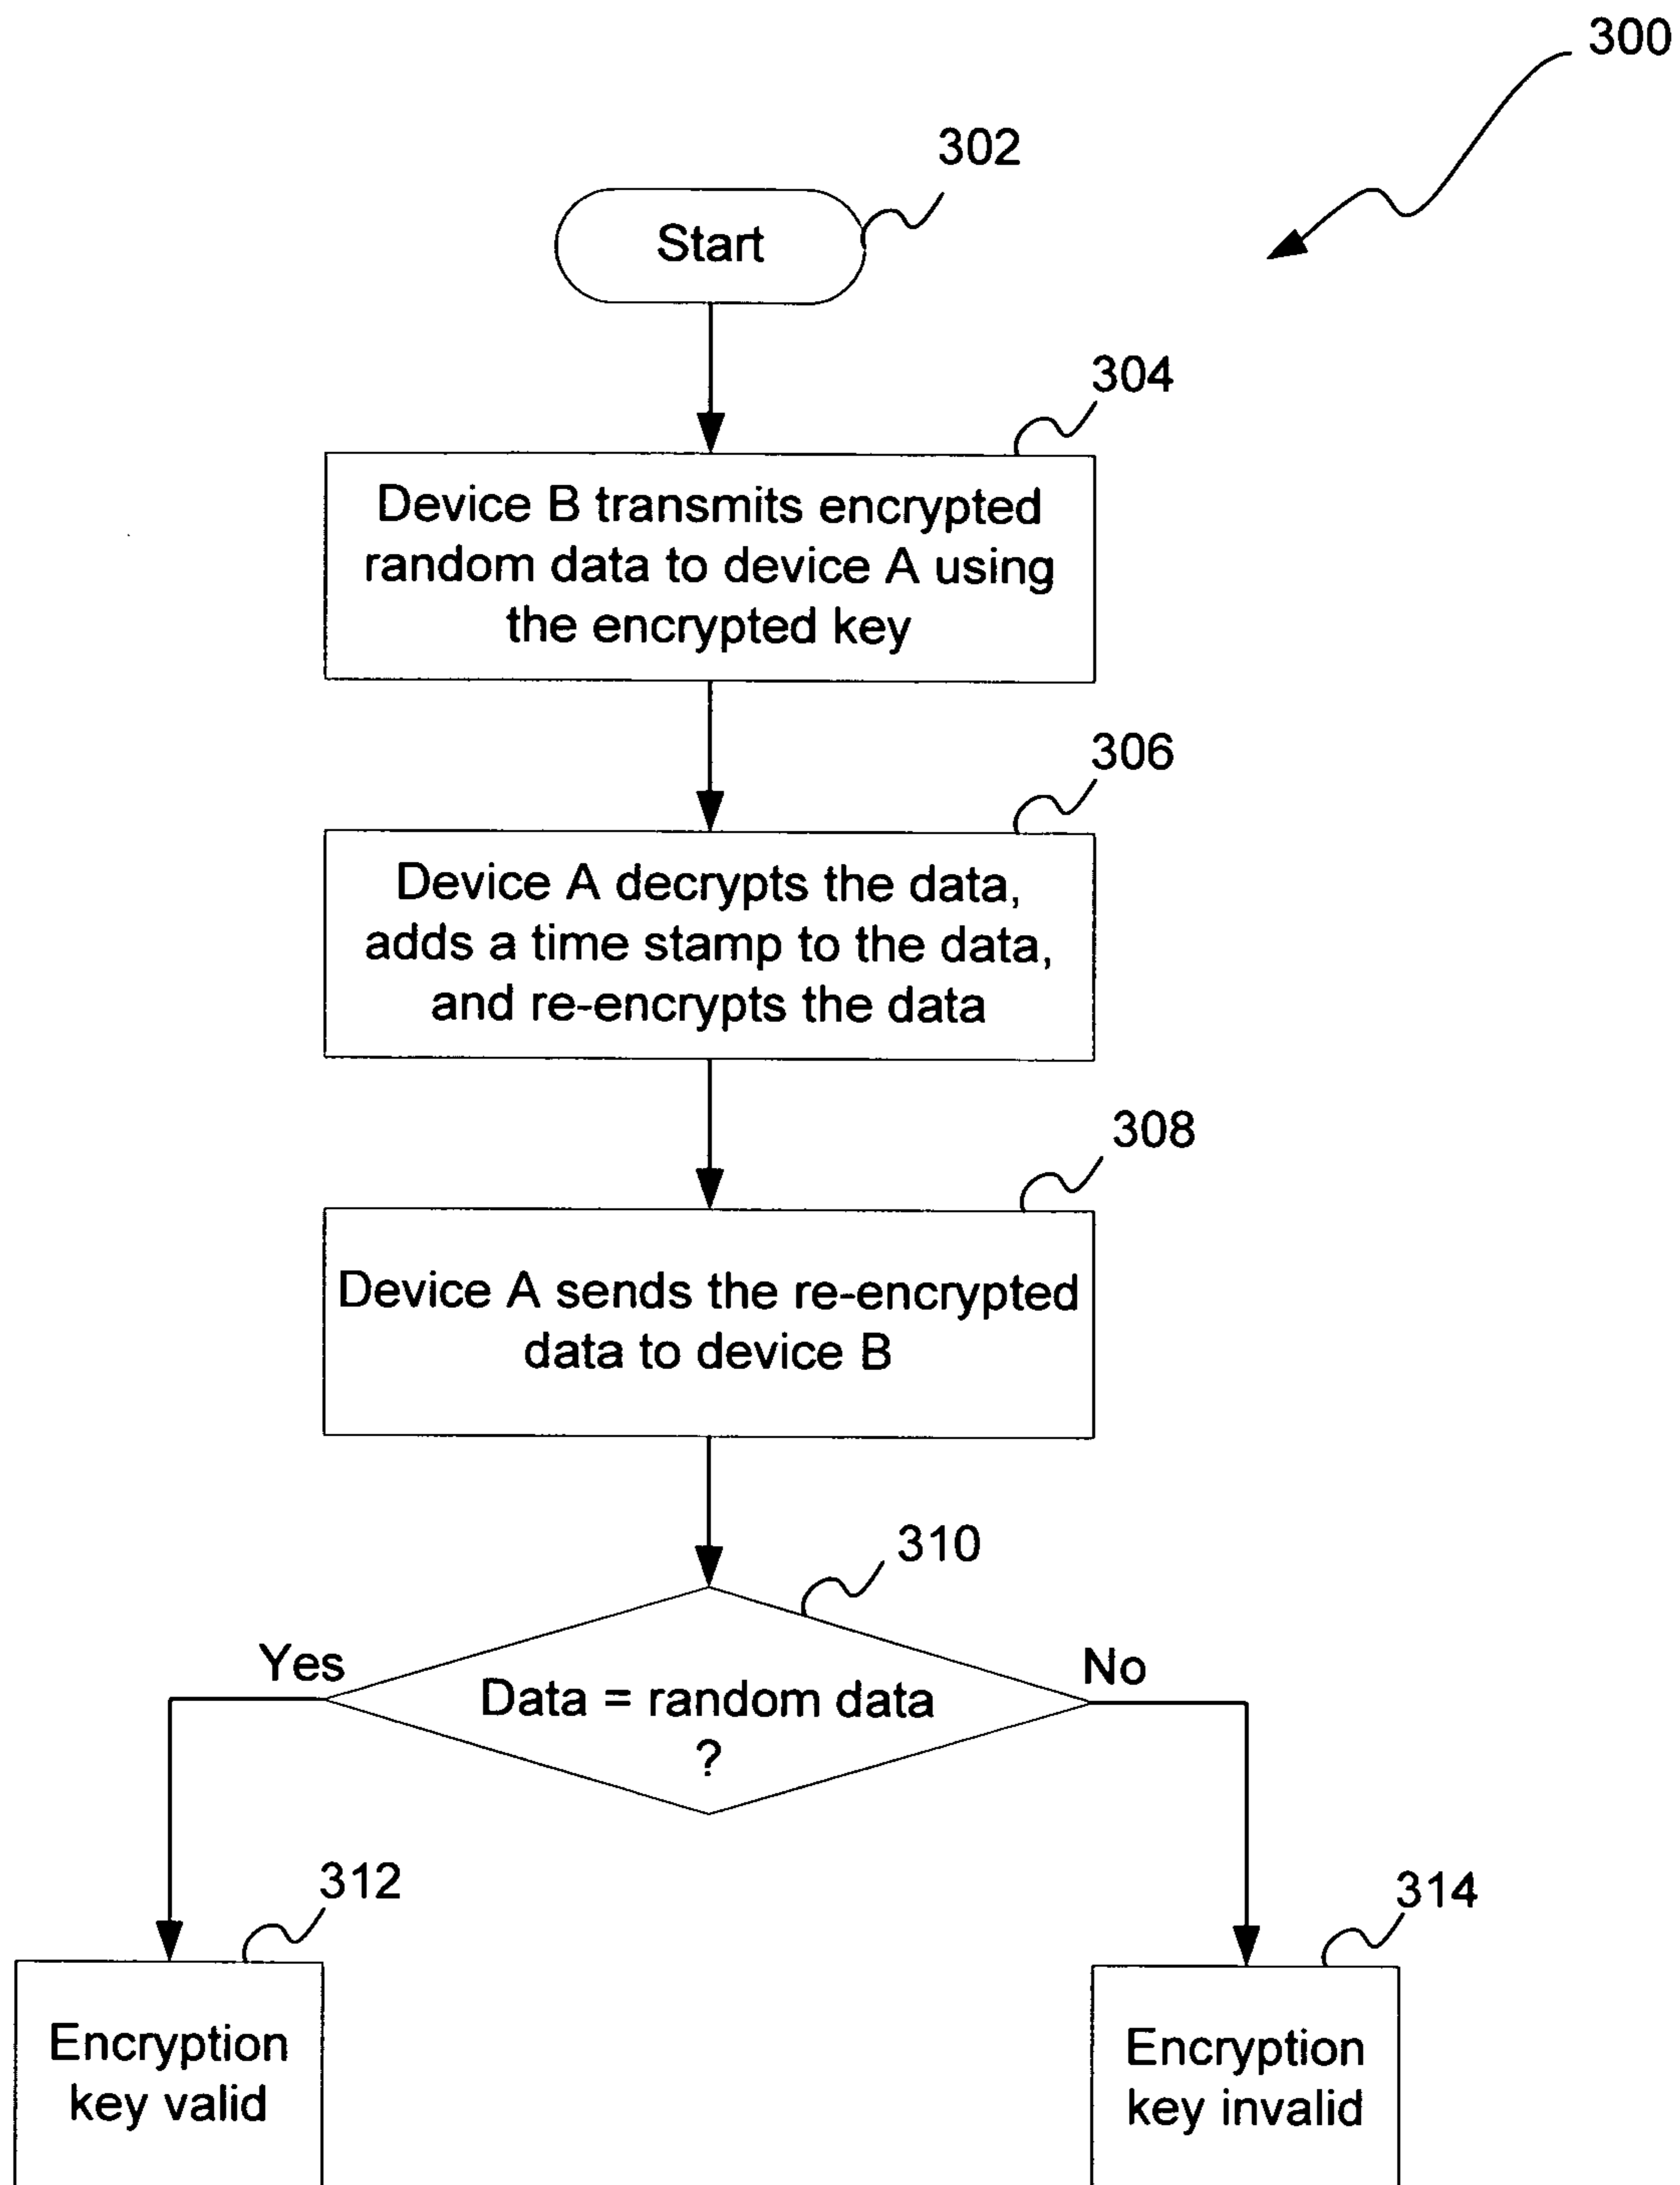 300
302
Start
304
Device B transmits encrypted
random data to device A using
the encrypted key
306
Device A decrypts the data,
adds a time stamp to the data,
and re-encrypts the data
308
Device A sends the re-encrypted
data to device B
310
Yes
No
Data = random data
?
312
314
Encryption
key valid
Encryption
key invalid